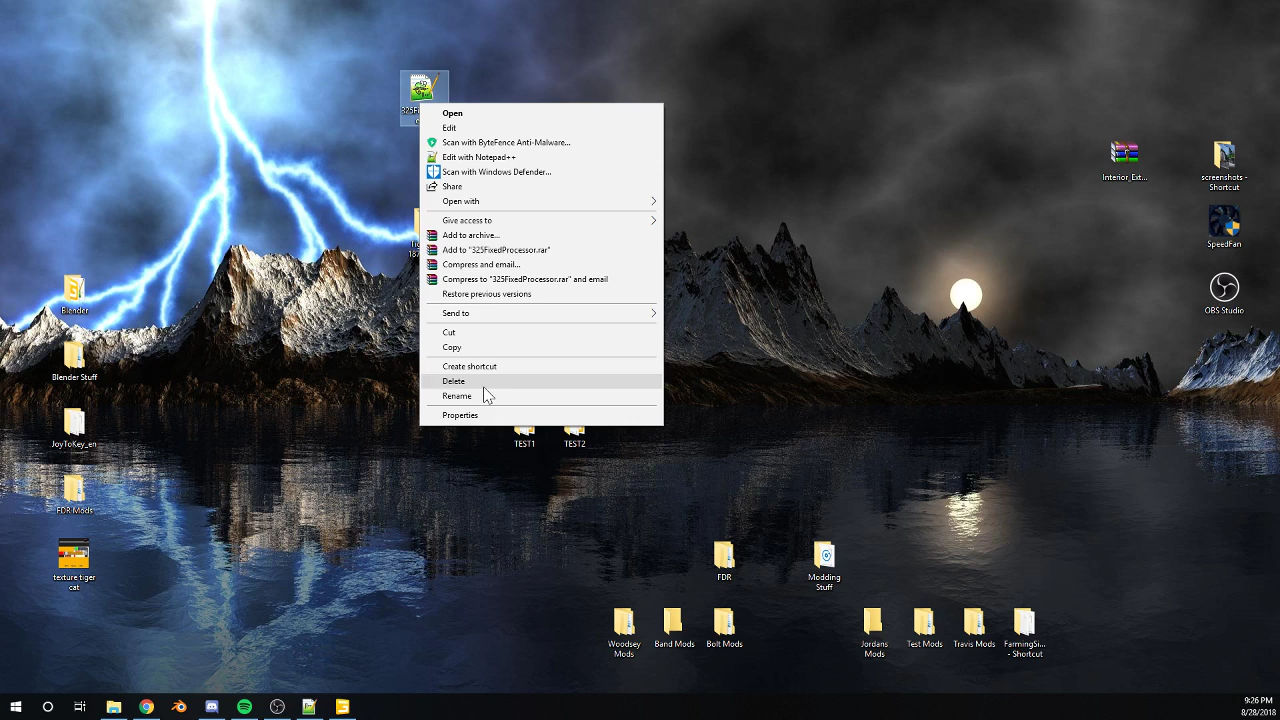 Open
Edit
Scan with ByteFence Anti-Malware...
Edit with Notepad++
Scan with Windows Defender...
Share
Open with
Give access to
Add to archive...
Add to "325FixedProcessor.rar"
Compress and email...
Compress to "325FixedProcessor.rar" and email
Restore previous versions
Send to
Cut
Copy
Create shortcut
Delete
Rename
Properties
Interior_Ext...
screenshots -
Shortcut
SpeedFan
OBS Studio
Blender
Blender Stuff
JoyToKey_en
FDR Mods
texture tiger
cat
TEST1
TEST2
FDR
Modding
Stuff
Woodsey
Mods
Band Mods
Bolt Mods
Jordans
Mods
Test Mods
Travis Mods
FarmingSi...
- Shortcut
9:26 PM
8/28/2018